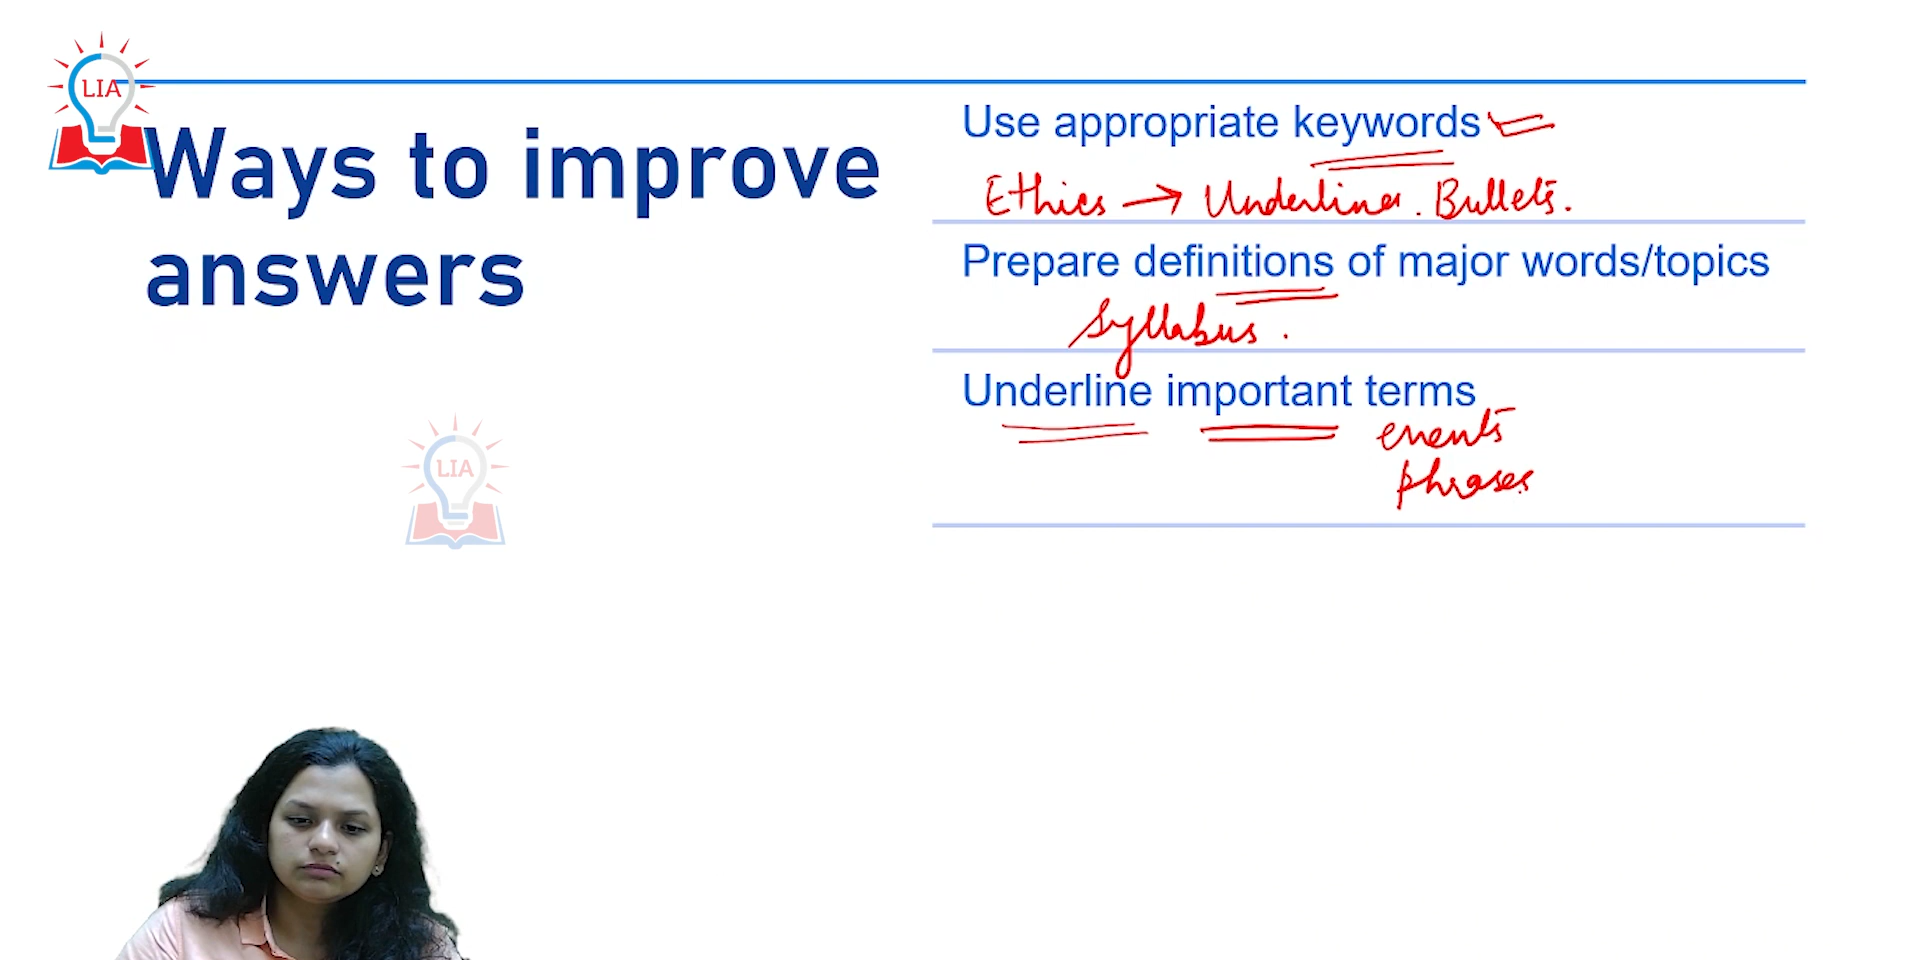 LIA
Ways to improve
answers
Use appropriate keywords
Ethics → Underline. Bullets.
Prepare definitions of major words/topics
Syllabus.
Underline important terms
events
phrases
LIA